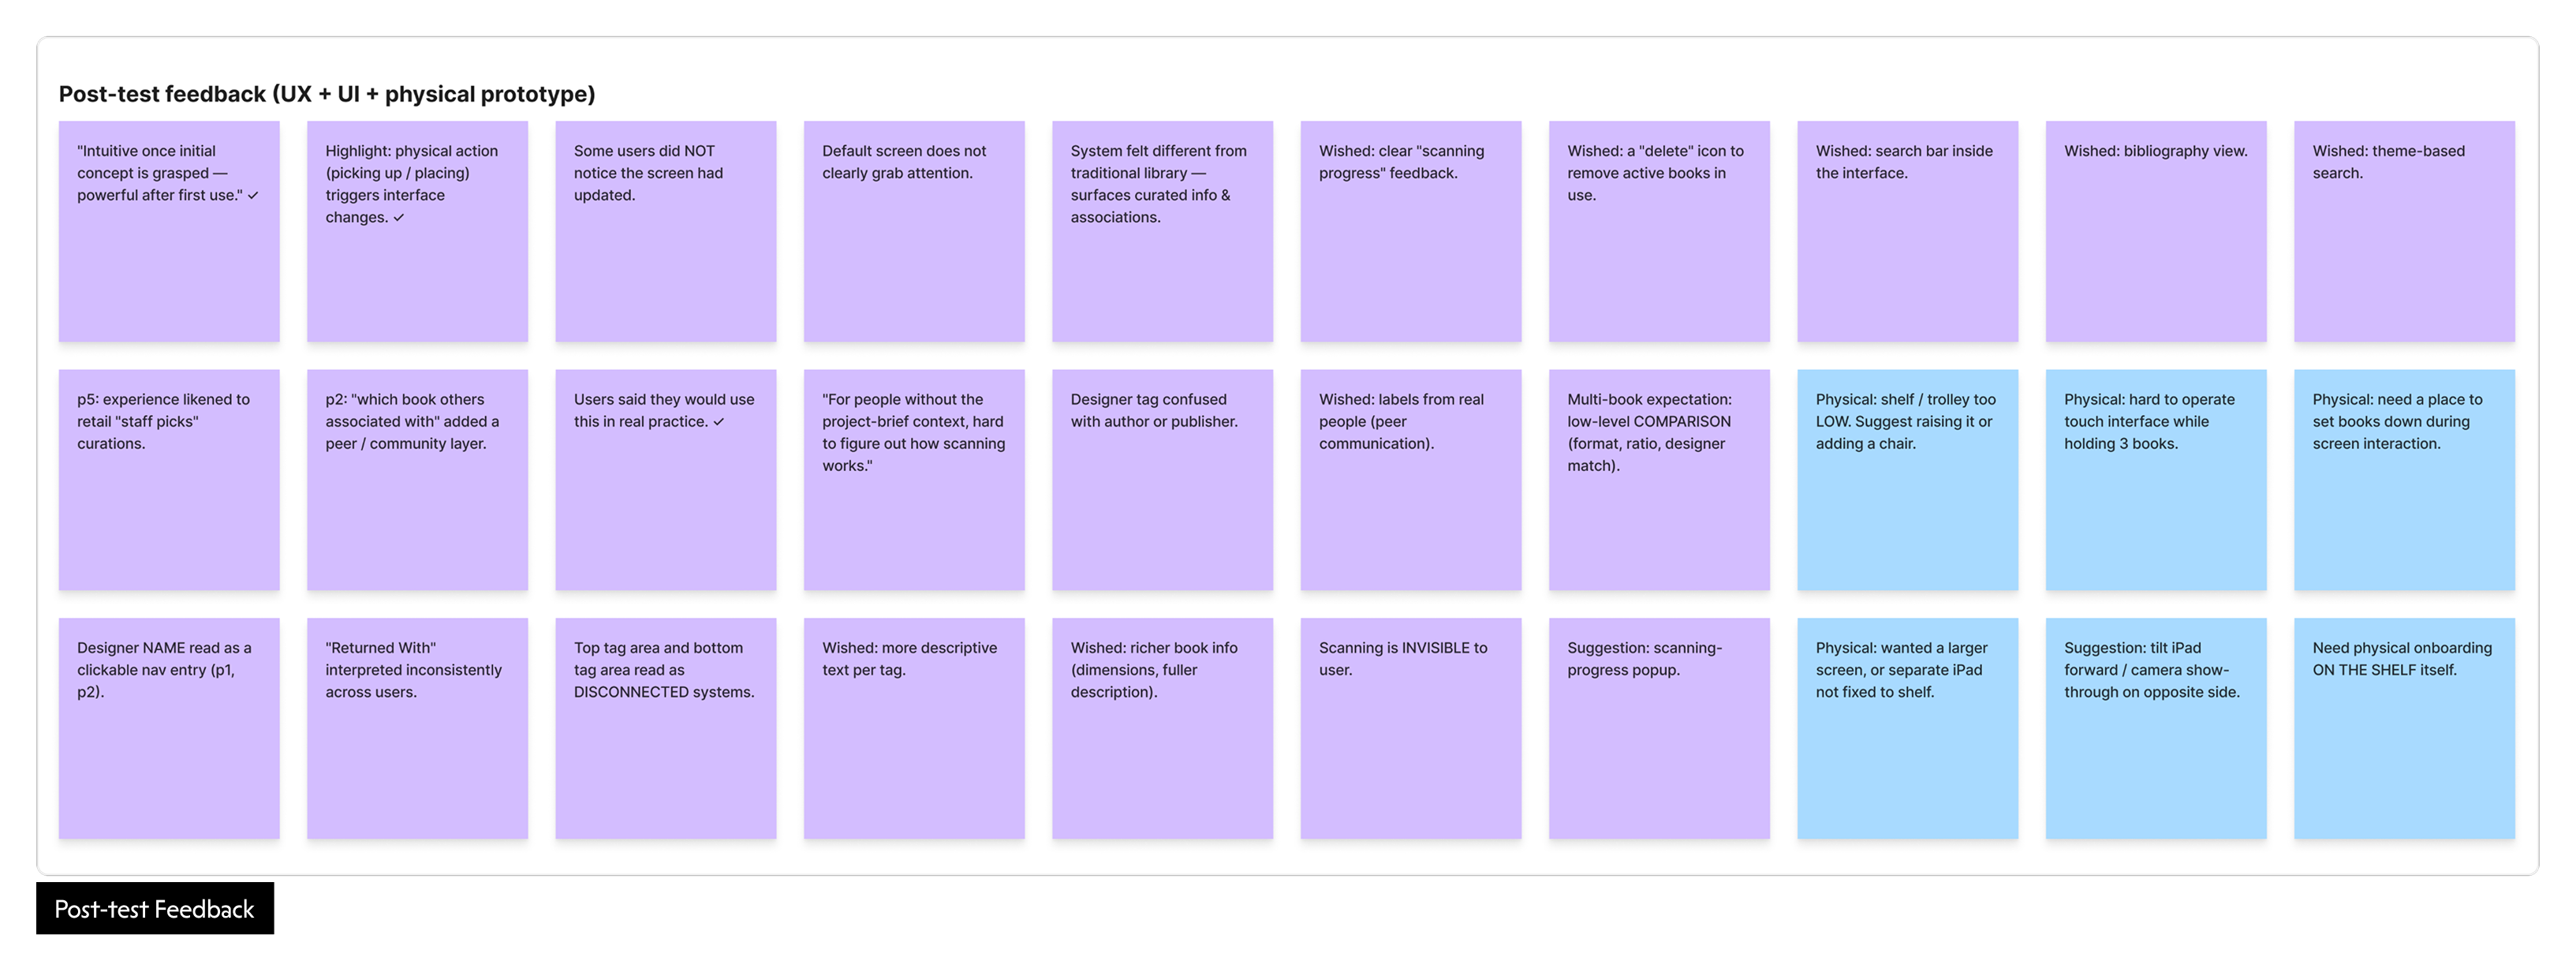 Post-test feedback (UX + UI + physical prototype)
"Intuitive once initial
concept is grasped —
powerful after first use." ✓
Highlight: physical action
(picking up / placing)
triggers interface
changes. ✓
Some users did NOT
notice the screen had
updated.
Default screen does not
clearly grab attention.
System felt different from
traditional library —
surfaces curated info &
associations.
Wished: clear "scanning
progress" feedback.
Wished: a "delete" icon to
remove active books in
use.
Wished: search bar inside
the interface.
Wished: bibliography view.
Wished: theme-based
search.
p5: experience likened to
retail "staff picks"
curations.
p2: "which book others
associated with" added a
peer / community layer.
Users said they would use
this in real practice. ✓
"For people without the
project-brief context, hard
to figure out how scanning
works."
Designer tag confused
with author or publisher.
Wished: labels from real
people (peer
communication).
Multi-book expectation:
low-level COMPARISON
(format, ratio, designer
match).
Physical: shelf / trolley too
LOW. Suggest raising it or
adding a chair.
Physical: hard to operate
touch interface while
holding 3 books.
Physical: need a place to
set books down during
screen interaction.
Designer NAME read as a
clickable nav entry (p1,
p2).
"Returned With"
interpreted inconsistently
across users.
Top tag area and bottom
tag area read as
DISCONNECTED systems.
Wished: more descriptive
text per tag.
Wished: richer book info
(dimensions, fuller
description).
Scanning is INVISIBLE to
user.
Suggestion: scanning-
progress popup.
Physical: wanted a larger
screen, or separate iPad
not fixed to shelf.
Suggestion: tilt iPad
forward / camera show-
through on opposite side.
Need physical onboarding
ON THE SHELF itself.
Post-test Feedback